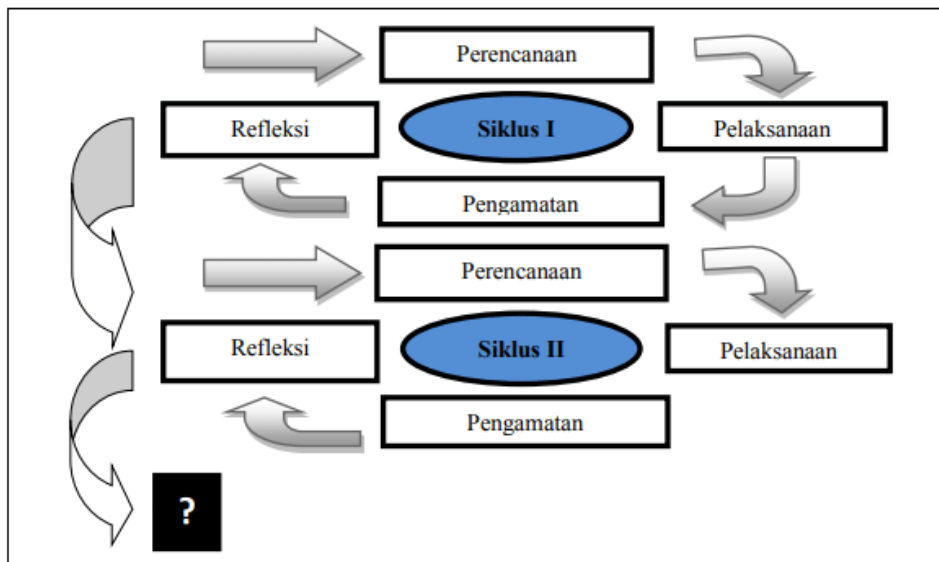 Perencanaan
Refleksi
Siklus I
Pelaksanaan
Pengamatan
Perencanaan
Refleksi
Siklus II
Pelaksanaan
Pengamatan
?